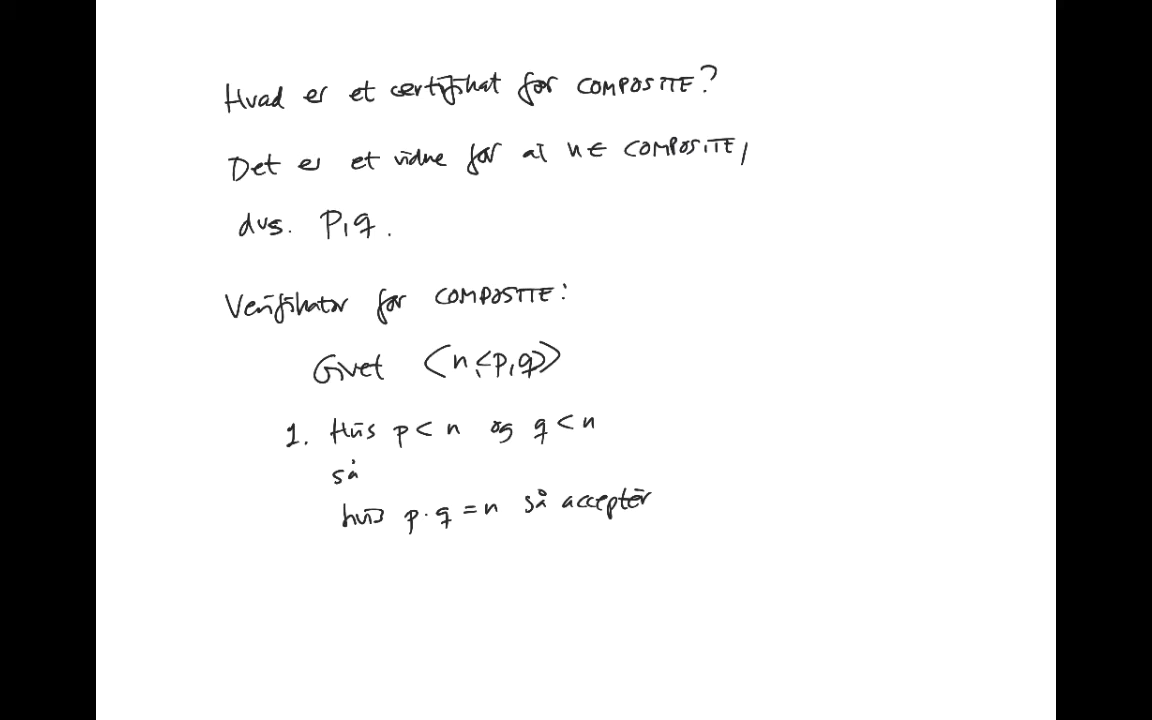 Hvad er et certifikat for COMPOSITE?
Det er et vidne for at n ∈ COMPOSITE,
dvs. p,q.
Verifikator for COMPOSITE:
Givet <n,<p,q>>
1. Hvis p < n og q < n
så
hvis p·q = n så acceptér